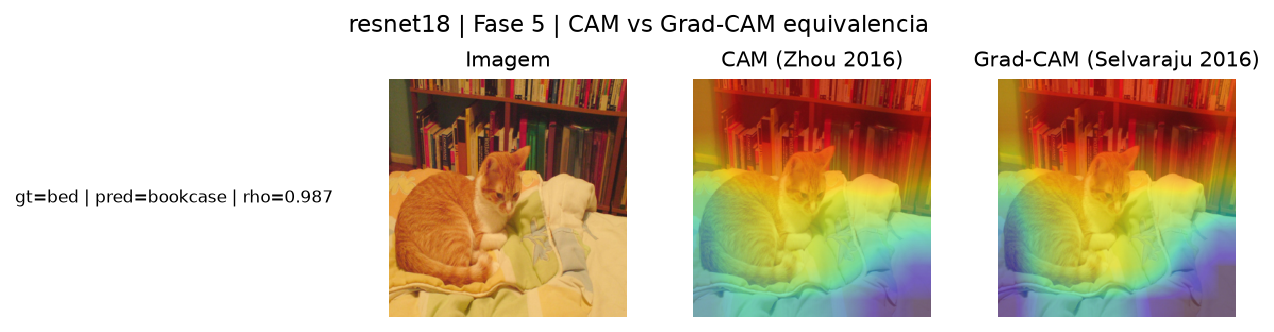 resnet18 | Fase 5 | CAM vs Grad-CAM equivalencia
Imagem
CAM (Zhou 2016)
Grad-CAM (Selvaraju 2016)
gt=bed | pred=bookcase | rho=0.987